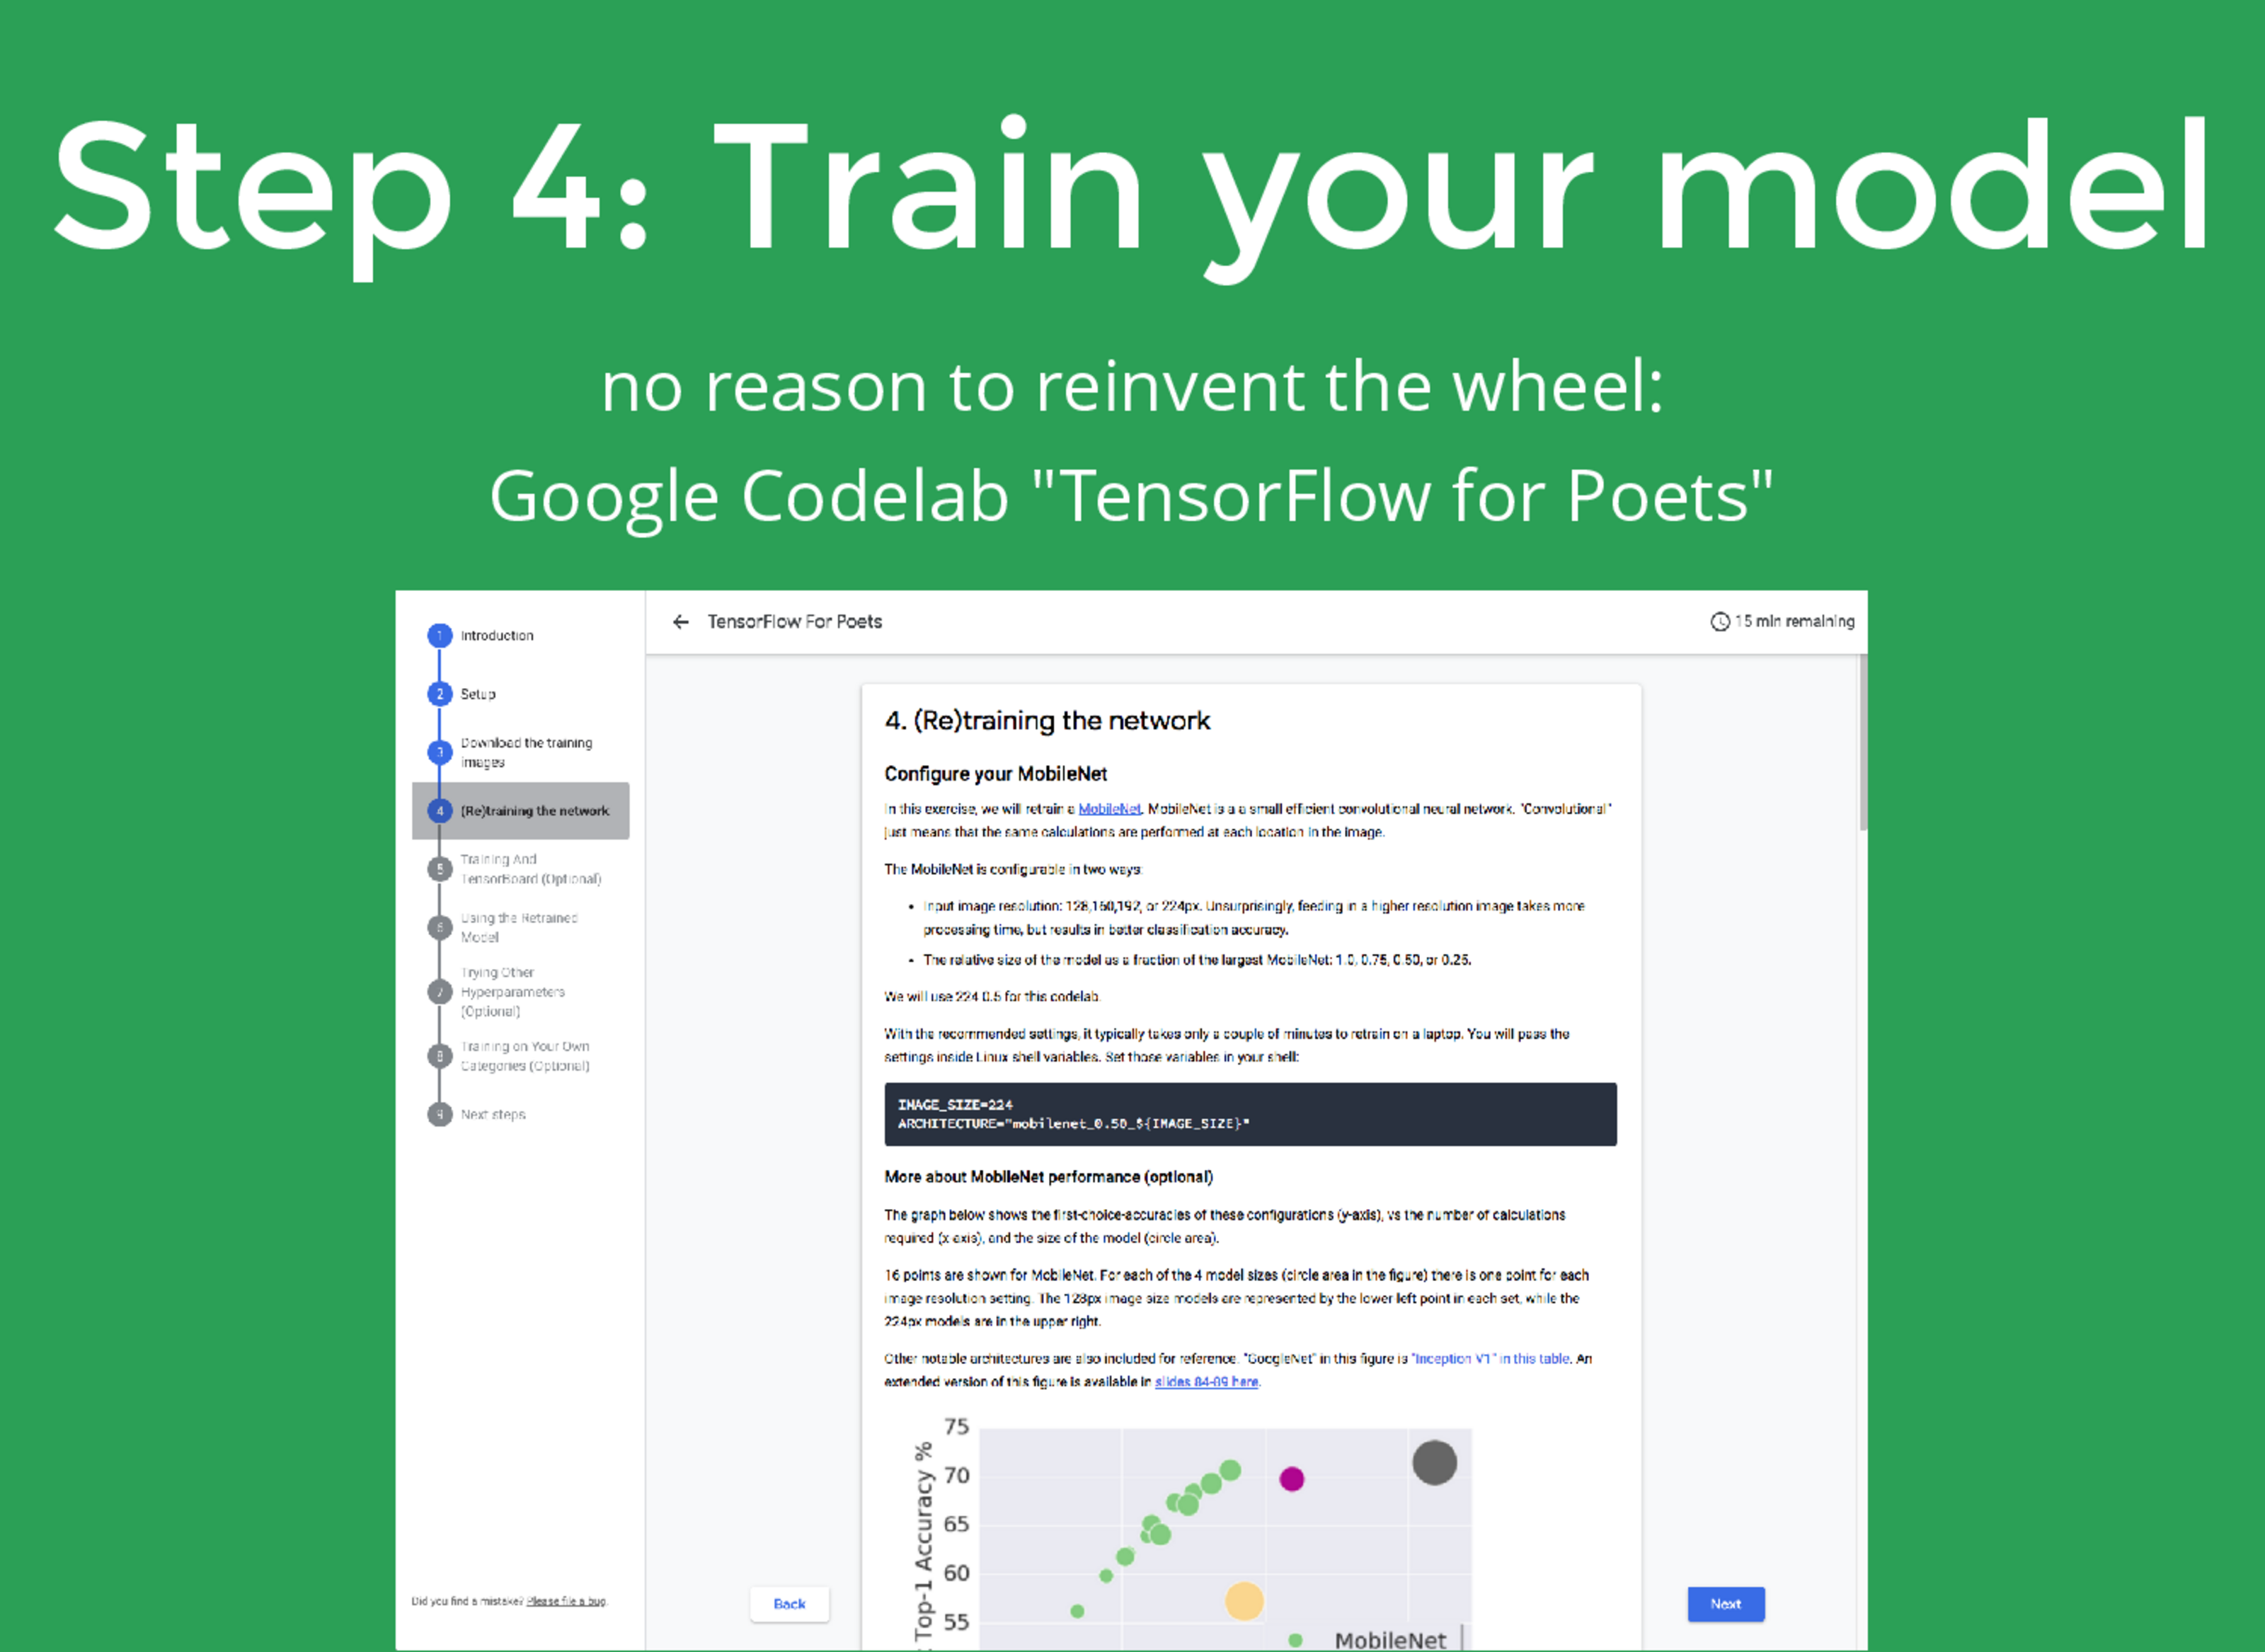 Step 4: Train your model
no reason to reinvent the wheel:
Google Codelab "TensorFlow for Poets"
1 Introduction
2 Setup
3 Download the training
images
4 (Re)training the network
5 Training And
TensorBoard (Optional)
6 Using the Retrained
Model
7 Trying Other
Hyperparameters
(Optional)
8 Training on Your Own
Categories (Optional)
9 Next steps
Did you find a mistake? Please file a bug.
← TensorFlow For Poets
15 min remaining
4. (Re)training the network
Configure your MobileNet
In this exercise, we will retrain a MobileNet. MobileNet is a a small efficient convolutional neural network. "Convolutional"
just means that the same calculations are performed at each location in the image.
The MobileNet is configurable in two ways:
• Input image resolution: 128,160,192, or 224px. Unsurprisingly, feeding in a higher resolution image takes more
processing time, but results in better classification accuracy.
• The relative size of the model as a fraction of the largest MobileNet: 1.0, 0.75, 0.50, or 0.25.
We will use 224 0.5 for this codelab.
With the recommended settings, it typically takes only a couple of minutes to retrain on a laptop. You will pass the
settings inside Linux shell variables. Set those variables in your shell:
IMAGE_SIZE=224
ARCHITECTURE="mobilenet_0.50_${IMAGE_SIZE}"
More about MobileNet performance (optional)
The graph below shows the first-choice-accuracies of these configurations (y-axis), vs the number of calculations
required (x-axis), and the size of the model (circle area).
16 points are shown for MobileNet. For each of the 4 model sizes (circle area in the figure) there is one point for each
image resolution setting. The 128px image size models are represented by the lower-left point in each set, while the
224px models are in the upper right.
Other notable architectures are also included for reference. "GoogleNet" in this figure is "Inception V1" in this table. An
extended version of this figure is available in slides 84-89 here.
75
70
65
60
55
Top-1 Accuracy %
MobileNet
Back
Next